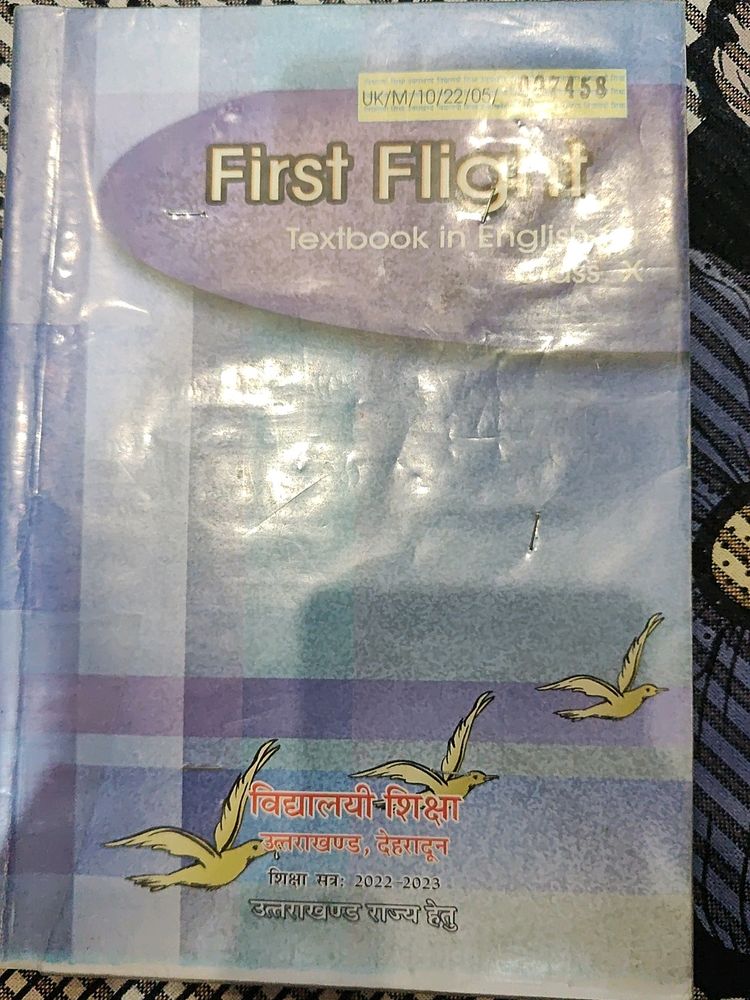 UK/M/10/22/05/
First Flight
Textbook in English
Class X
विद्यालयी शिक्षा
उत्तराखण्ड, देहरादून
शिक्षा सत्र: 2022-2023
उत्तराखण्ड राज्य हेतु